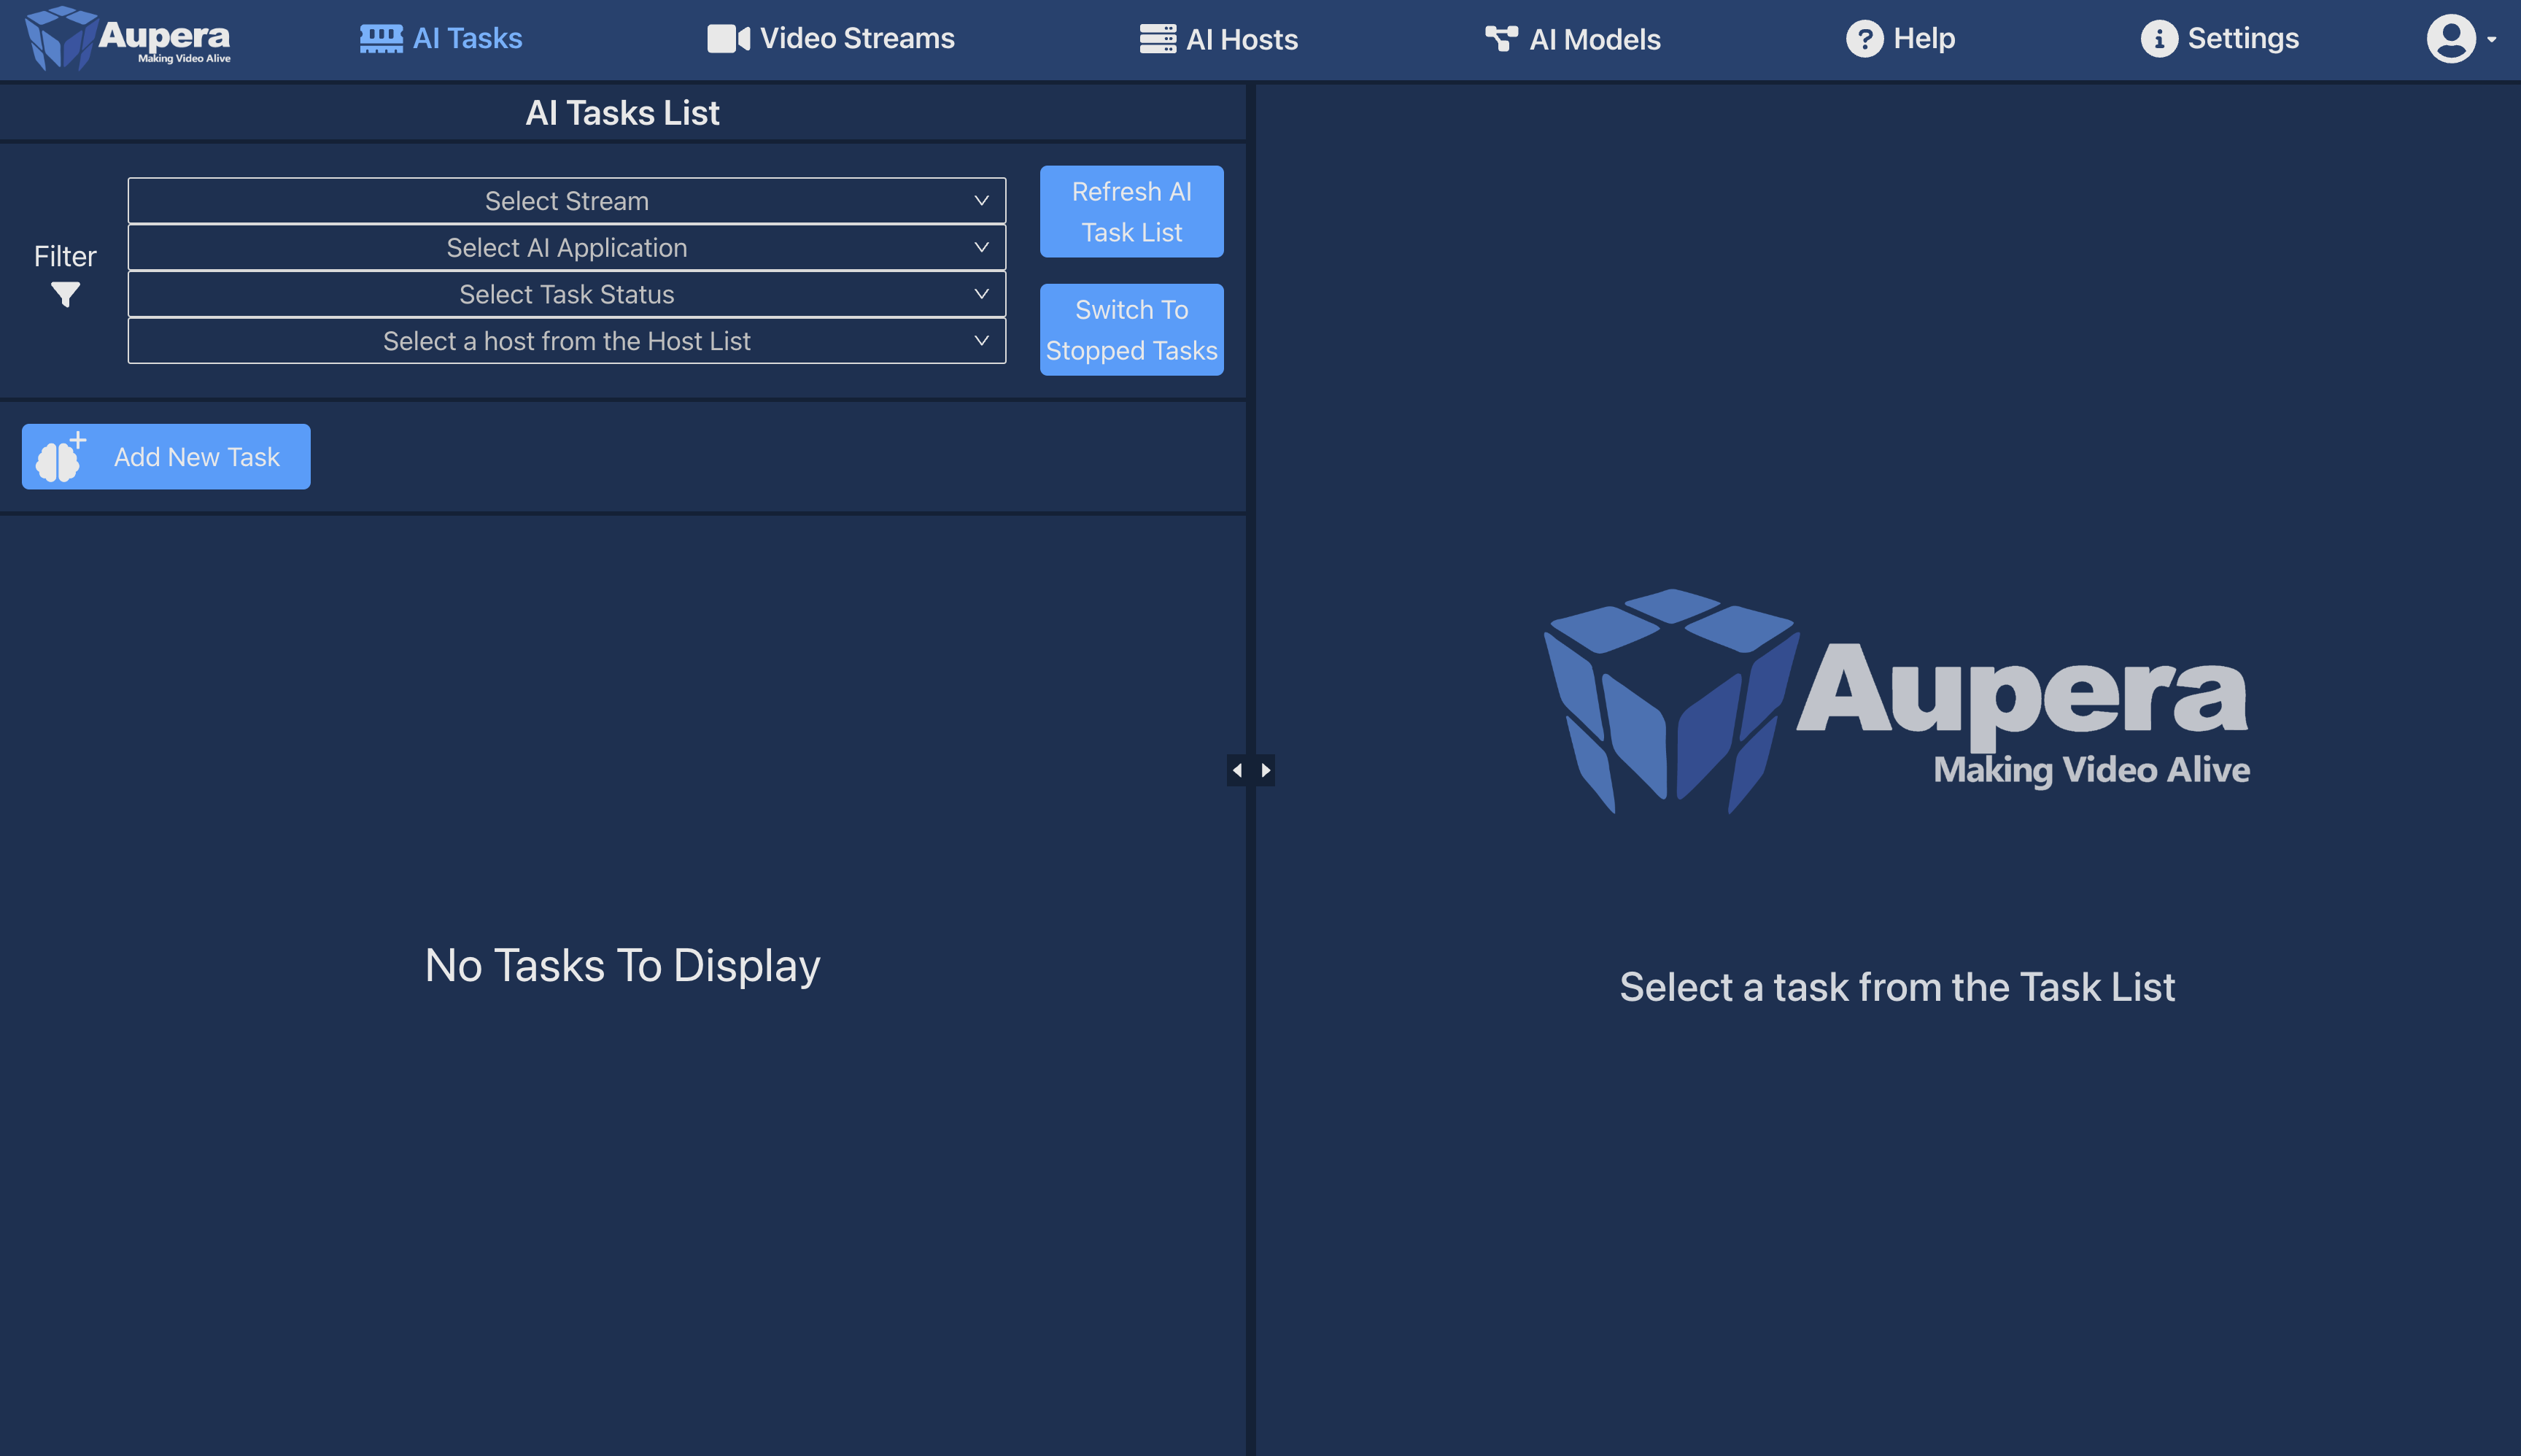 Aupera
Making Video Alive
AI Tasks
Video Streams
AI Hosts
AI Models
Help
Settings
AI Tasks List
Filter
Select Stream
Select AI Application
Select Task Status
Select a host from the Host List
Refresh AI
Task List
Switch To
Stopped Tasks
Add New Task
No Tasks To Display
Aupera
Making Video Alive
Select a task from the Task List